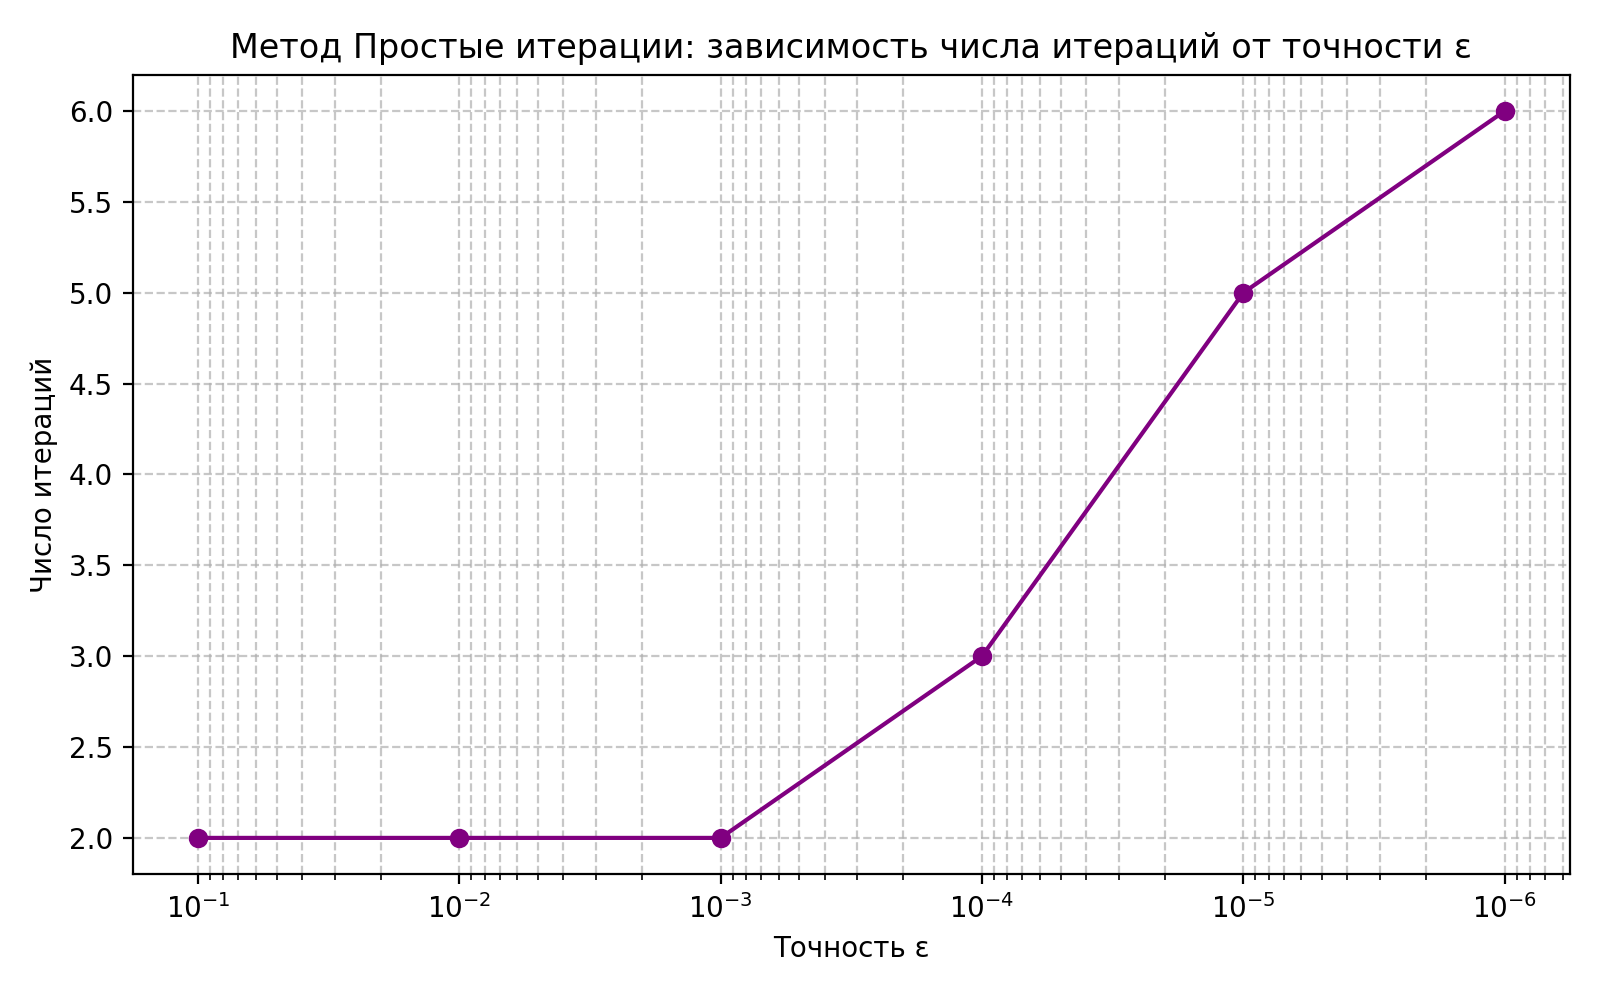 Метод Простые итерации: зависимость числа итераций от точности ε
Число итераций
6.0
5.5
5.0
4.5
4.0
3.5
3.0
2.5
2.0
10⁻¹ 10⁻² 10⁻³ 10⁻⁴ 10⁻⁵ 10⁻⁶
Точность ε